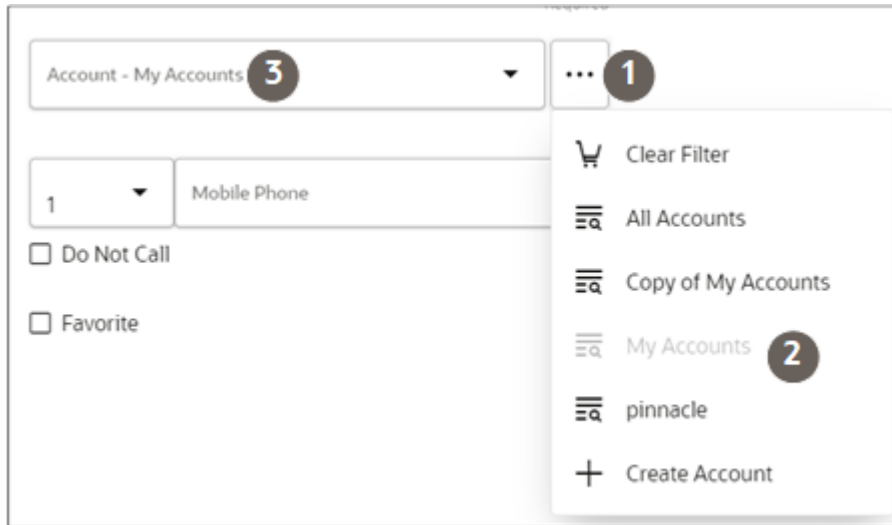 Account - My Accounts 3
... 1
Clear Filter
1
Mobile Phone
All Accounts
Do Not Call
Copy of My Accounts
Favorite
My Accounts 2
pinnacle
Create Account